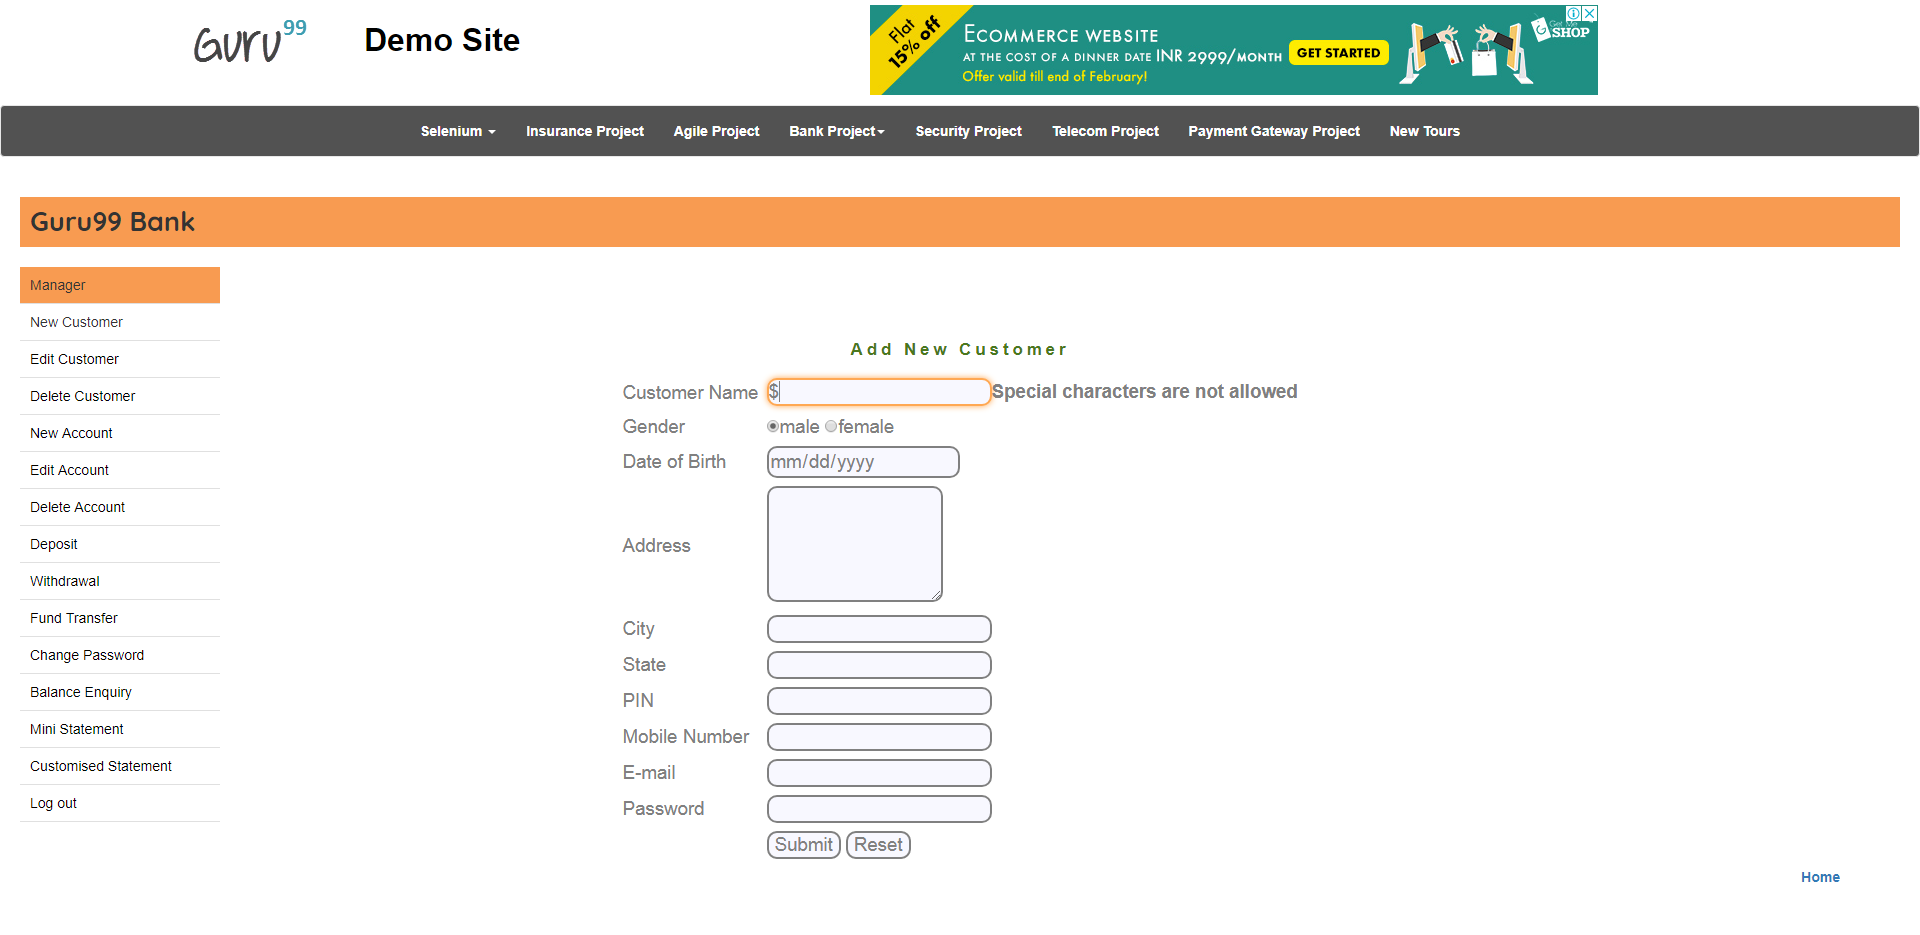 Guru99
Demo Site
Flat
15% off
ECOMMERCE WEBSITE
AT THE COST OF A DINNER DATE INR 2999/MONTH
Offer valid till end of February!
GET STARTED
SHOP
Selenium
Insurance Project
Agile Project
Bank Project
Security Project
Telecom Project
Payment Gateway Project
New Tours
Guru99 Bank
Manager
New Customer
Edit Customer
Delete Customer
New Account
Edit Account
Delete Account
Deposit
Withdrawal
Fund Transfer
Change Password
Balance Enquiry
Mini Statement
Customised Statement
Log out
Add New Customer
Customer Name $ Special characters are not allowed
Gender male female
Date of Birth mm/dd/yyyy
Address
City
State
PIN
Mobile Number
E-mail
Password
Submit Reset
Home